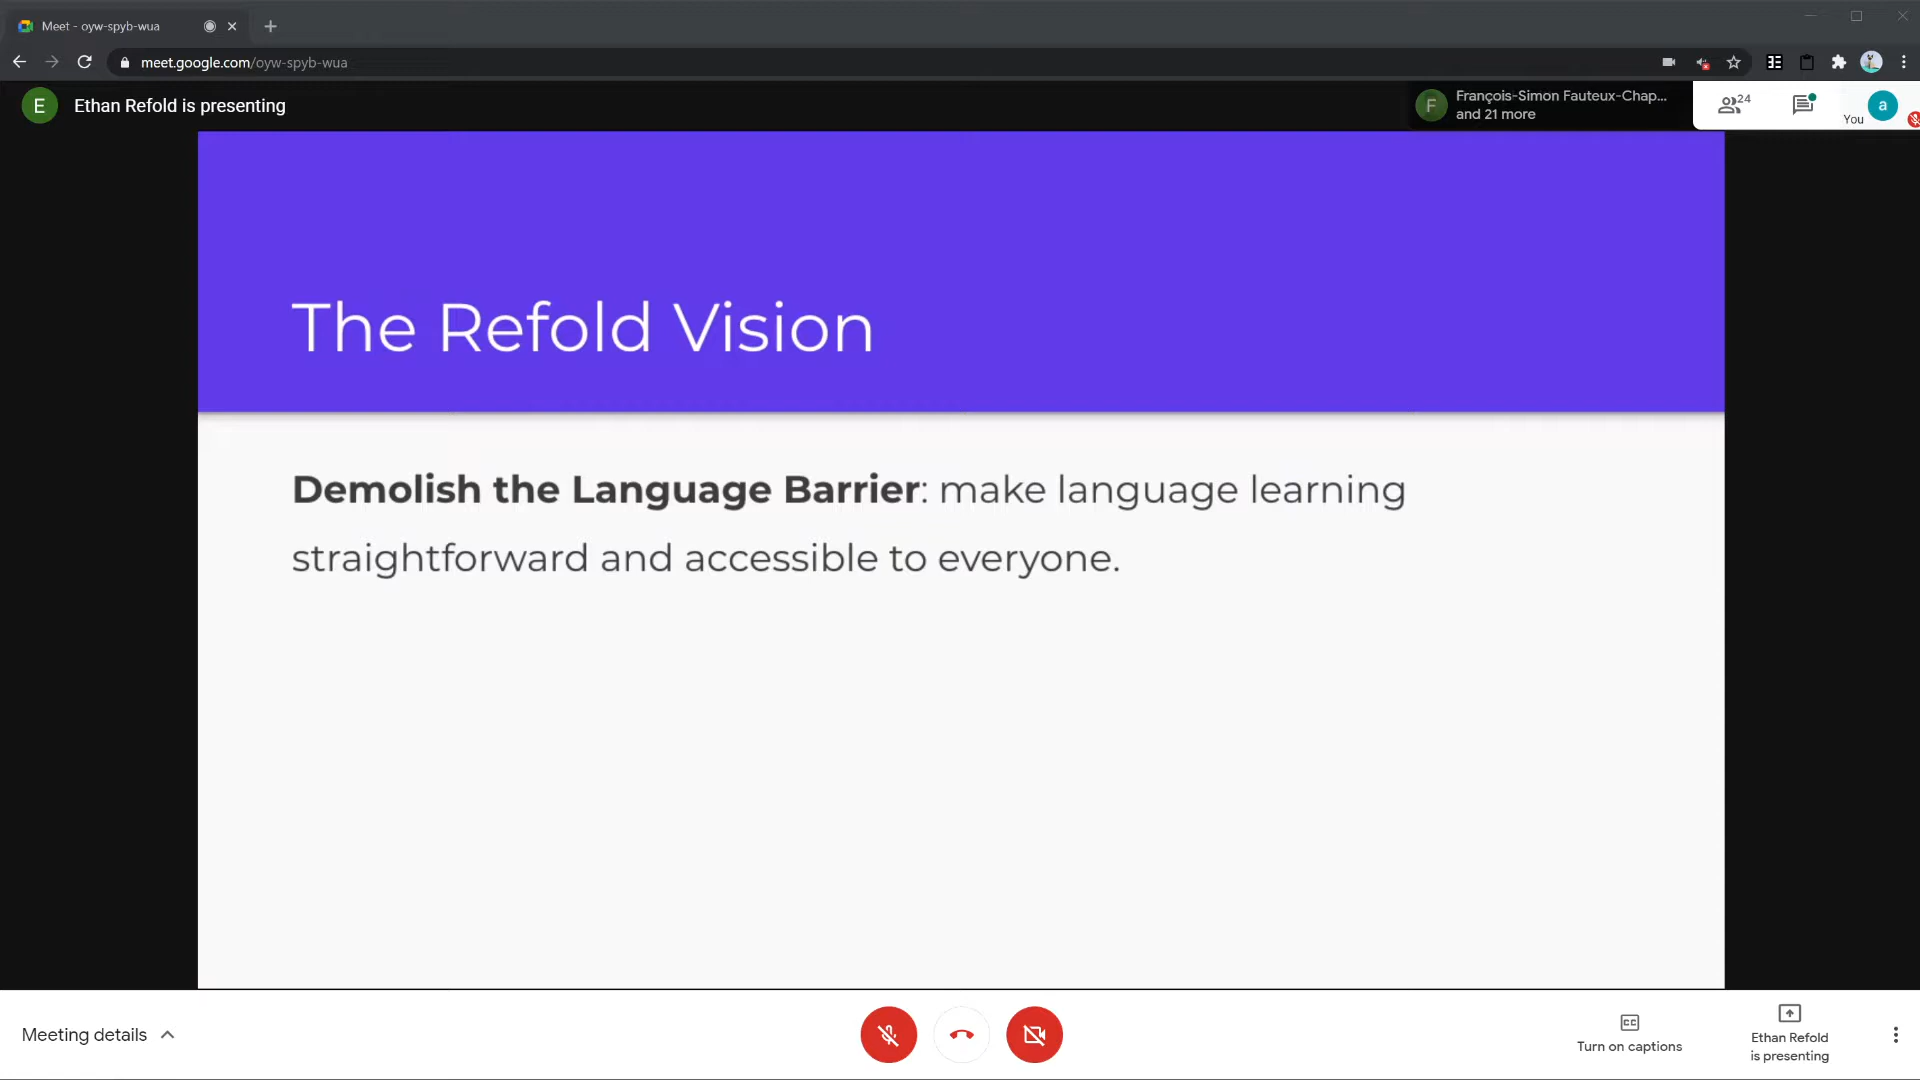 Meet - oyw-spyb-wua
meet.google.com/oyw-spyb-wua
E
Ethan Refold is presenting
F
François-Simon Fauteux-Chap...
and 21 more
24
You
a
The Refold Vision
Demolish the Language Barrier: make language learning
straightforward and accessible to everyone.
Meeting details
Turn on captions
Ethan Refold
is presenting